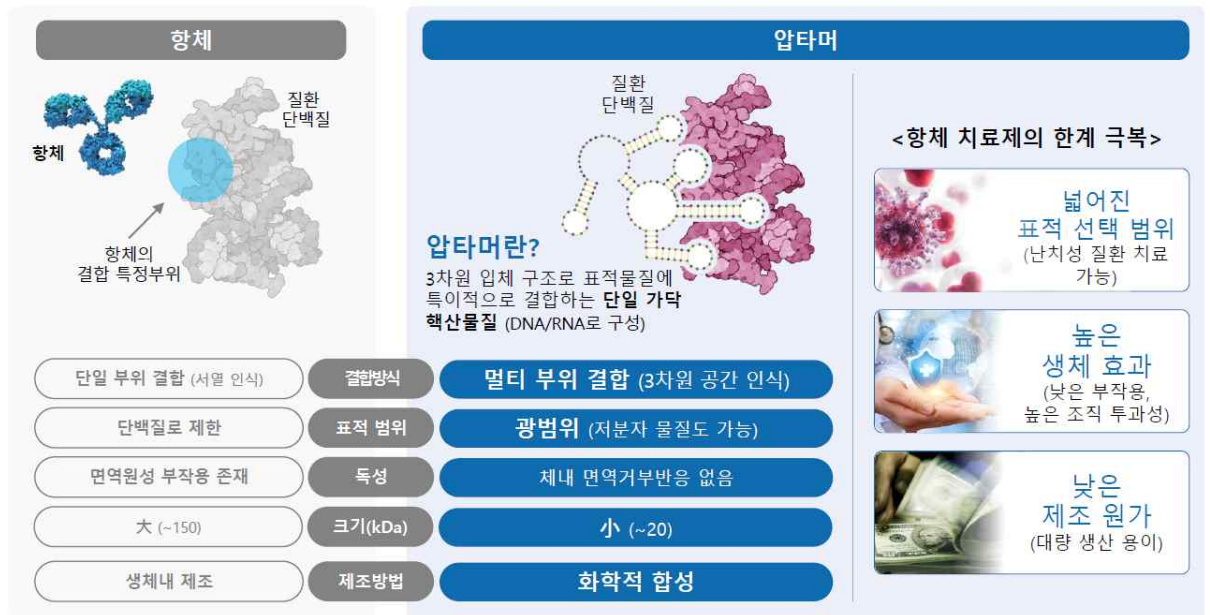 항체
압타머
질환
단백질
항체
항체의
결합 특정부위
질환
단백질
압타머란?
3차원 입체 구조로 표적물질에
특이적으로 결합하는 단일 가닥
핵산물질 (DNA/RNA로 구성)
<항체 치료제의 한계 극복>
넓어진
표적 선택 범위
(난치성 질환 치료
가능)
높은
생체 효과
(낮은 부작용,
높은 조직 투과성)
낮은
제조 원가
(대량 생산 용이)
단일 부위 결합 (서열 인식) 결합방식 멀티 부위 결합 (3차원 공간 인식)
단백질로 제한 표적 범위 광범위 (저분자 물질도 가능)
면역원성 부작용 존재 독성 체내 면역거부반응 없음
大 (~150) 크기(kDa) 小 (~20)
생체내 제조 제조방법 화학적 합성